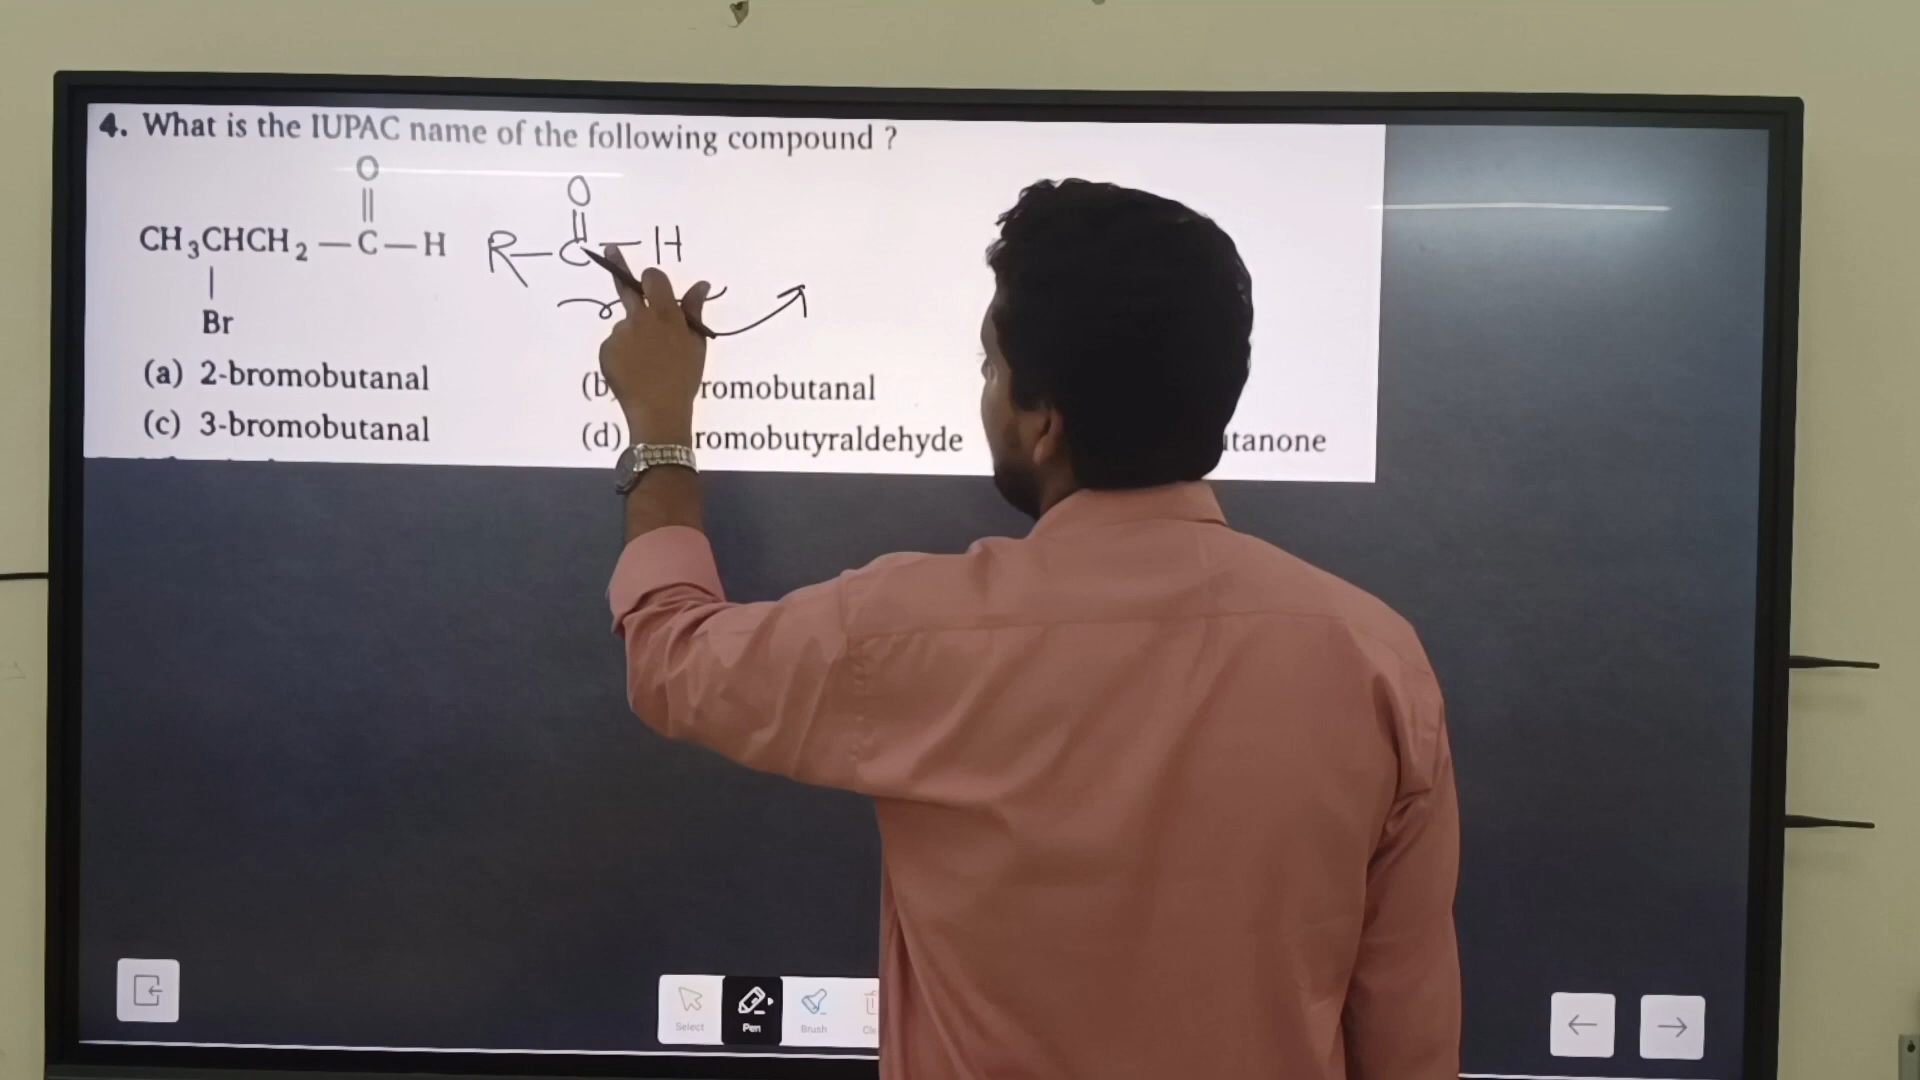 4. What is the IUPAC name of the following compound ?
O
||
CH3CHCH2 — C — H
|
Br
O
||
R — C — H
(a) 2-bromobutanal (b romobutanal
(c) 3-bromobutanal (d) romobutyraldehyde tanone
Select Pen Brush